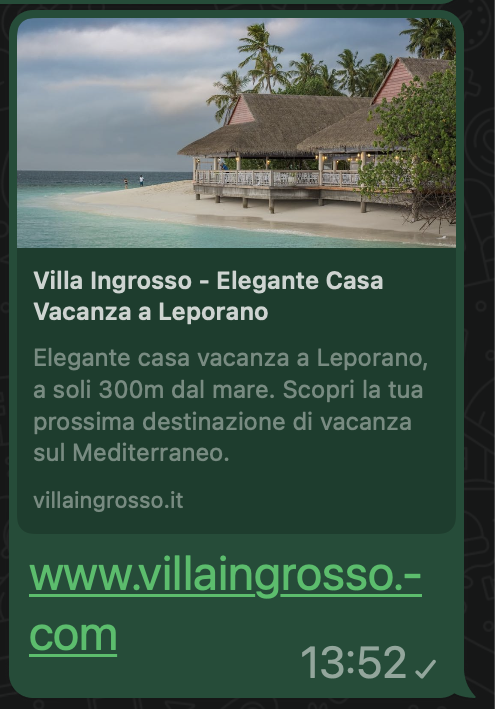 Villa Ingrosso - Elegante Casa
Vacanza a Leporano
Elegante casa vacanza a Leporano,
a soli 300m dal mare. Scopri la tua
prossima destinazione di vacanza
sul Mediterraneo.
villaingrosso.it
www.villaingrosso.-
com
13:52